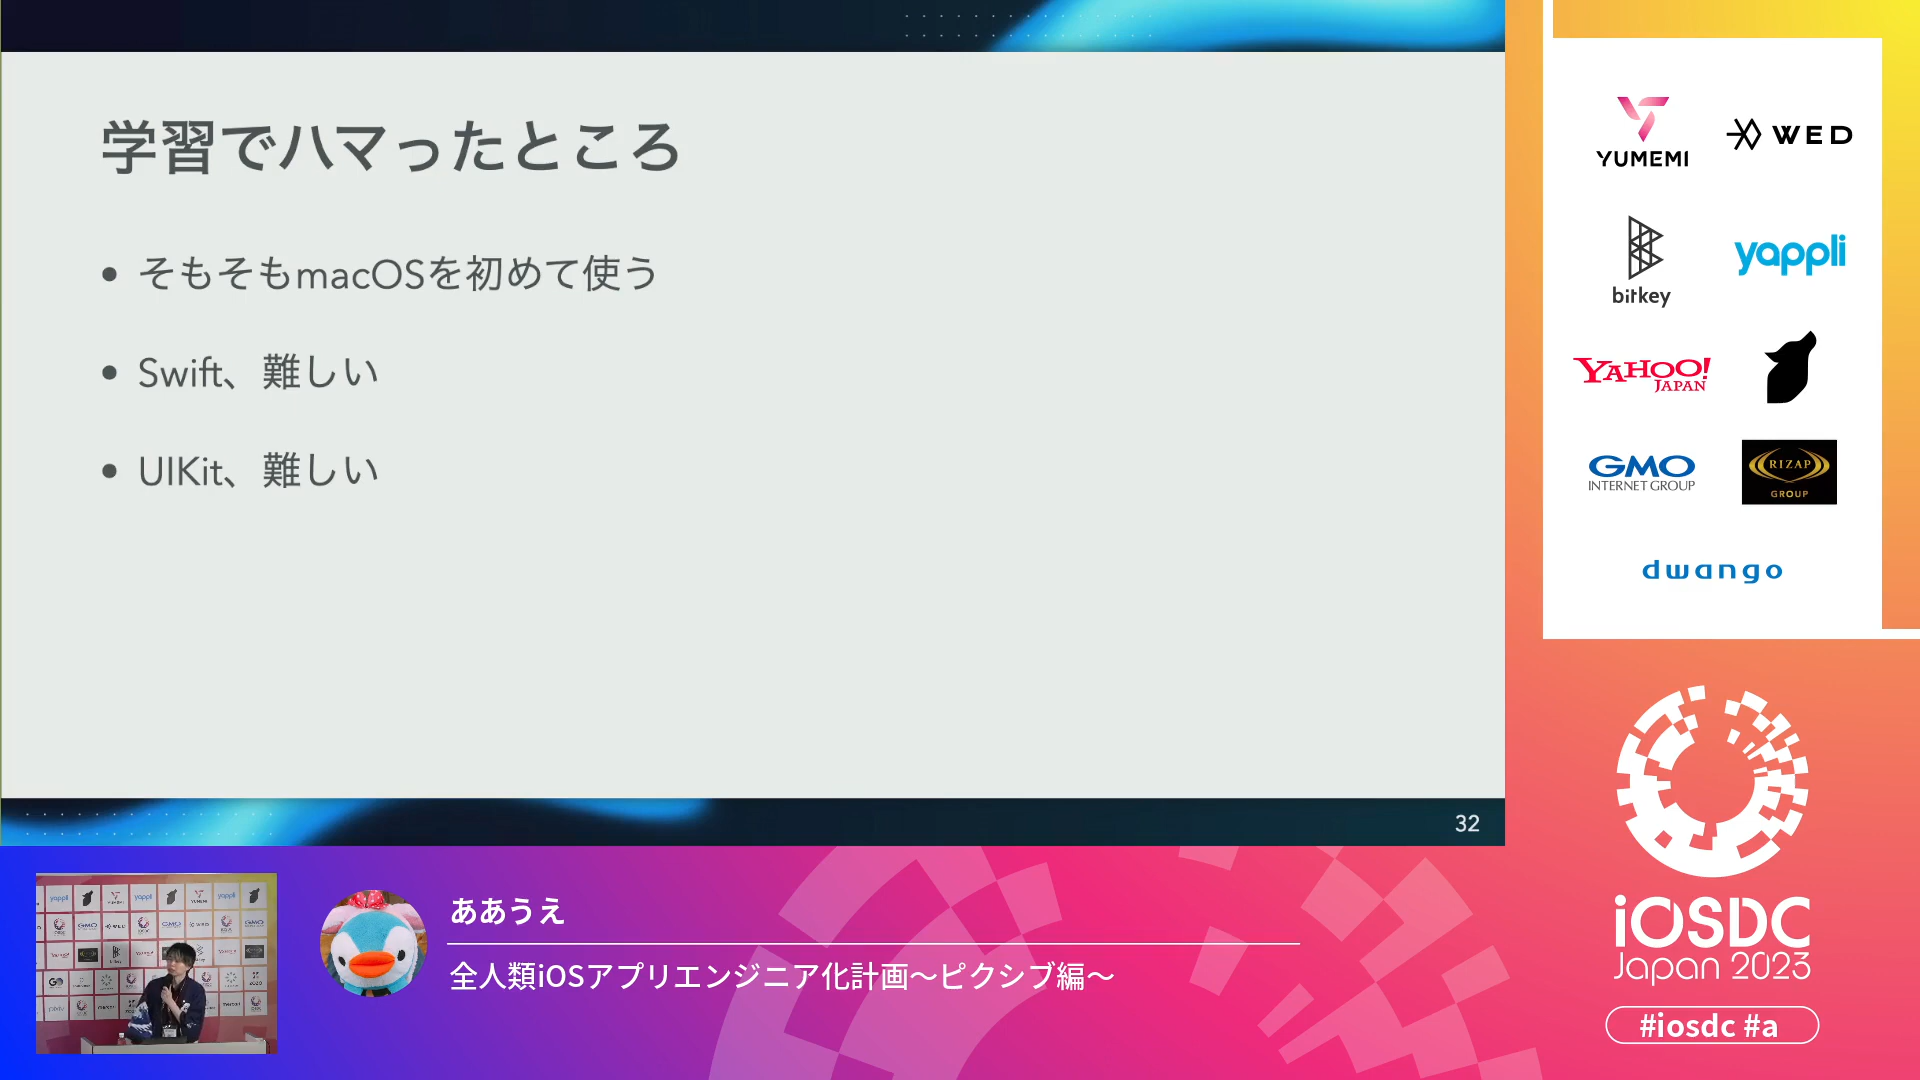 学習でハマったところ
• そもそもmacOSを初めて使う
• Swift、難しい
• UIKit、難しい
32
YUMEMI
WED
bitkey
yappli
YAHOO!
JAPAN
GMO
INTERNET GROUP
RIZAP
GROUP
dwango
iOSDC
Japan 2023
#iosdc #a
ああうえ
全人類iOSアプリエンジニア化計画〜ピクシブ編〜